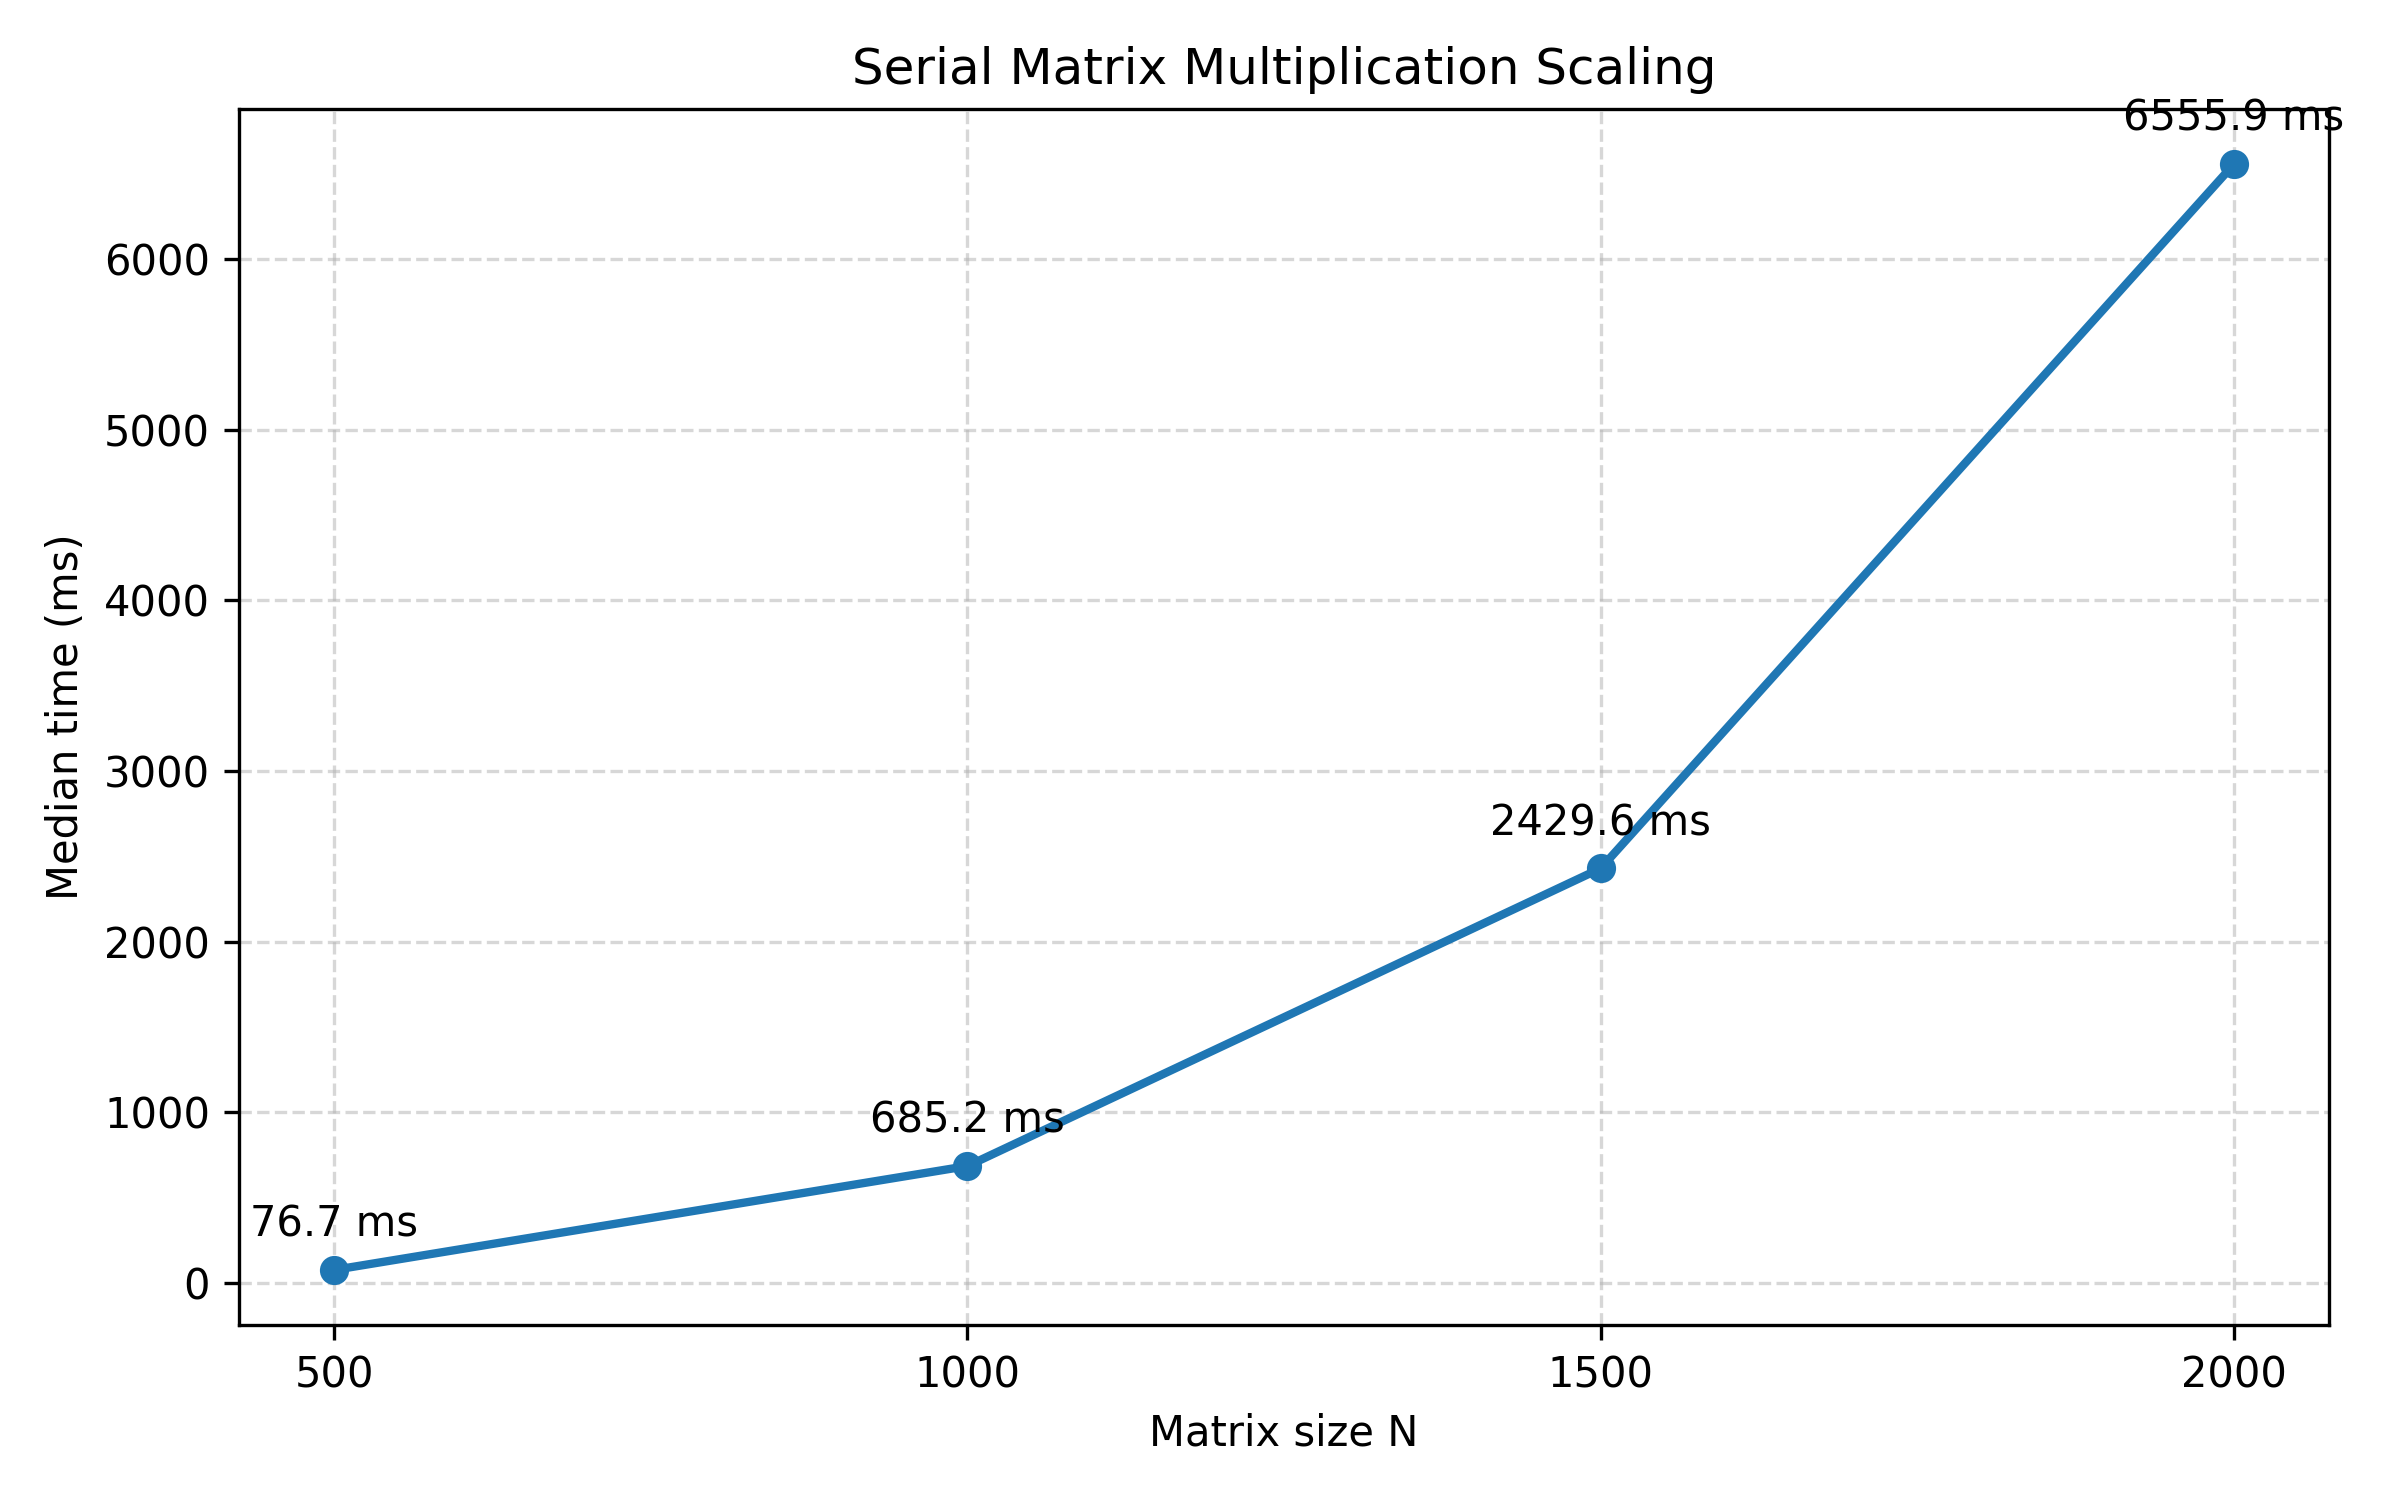 Serial Matrix Multiplication Scaling
6555.9 ms
6000
5000
4000
3000
2429.6 ms
2000
1000
685.2 ms
76.7 ms
0
Median time (ms)
500 1000 1500 2000
Matrix size N